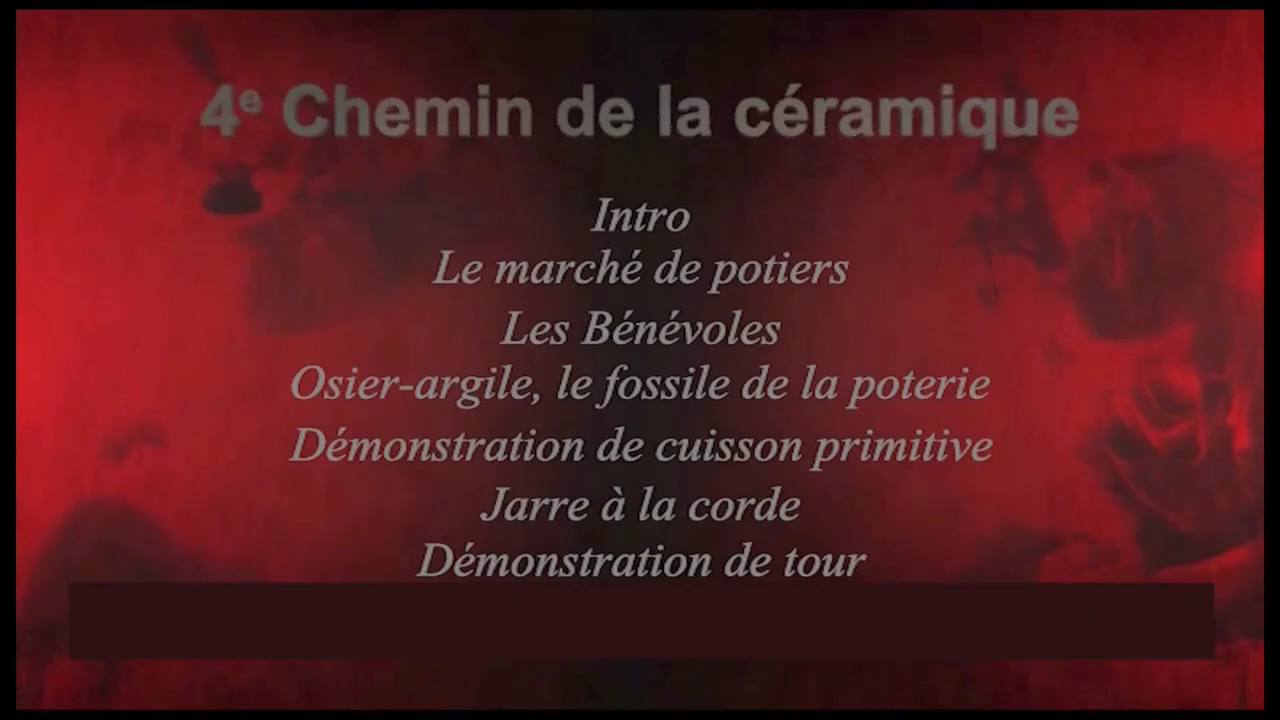 4e Chemin de la céramique
Intro
Le marché de potiers
Les Bénévoles
Osier-argile, le fossile de la poterie
Démonstration de cuisson primitive
Jarre à la corde
Démonstration de tour